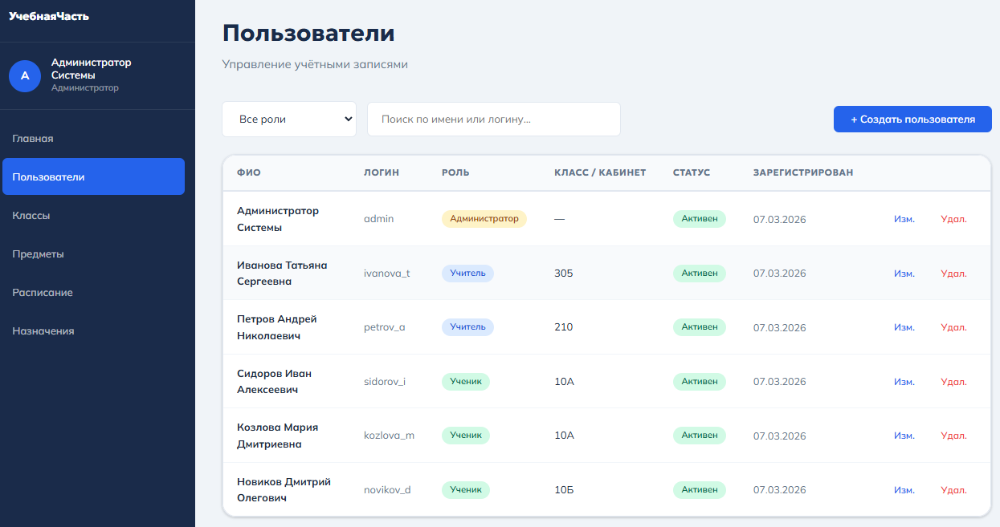 УчебнаяЧасть
А
Администратор
Системы
Администратор
Главная
Пользователи
Классы
Предметы
Расписание
Назначения
Пользователи
Управление учётными записями
Все роли
Поиск по имени или логину...
+ Создать пользователя
ФИО ЛОГИН РОЛЬ КЛАСС / КАБИНЕТ СТАТУС ЗАРЕГИСТРИРОВАН
Администратор
Системы
admin Администратор — Активен 07.03.2026 Изм. Удал.
Иванова Татьяна
Сергеевна
ivanova_t Учитель 305 Активен 07.03.2026 Изм. Удал.
Петров Андрей
Николаевич
petrov_a Учитель 210 Активен 07.03.2026 Изм. Удал.
Сидоров Иван
Алексеевич
sidorov_i Ученик 10А Активен 07.03.2026 Изм. Удал.
Козлова Мария
Дмитриевна
kozlova_m Ученик 10А Активен 07.03.2026 Изм. Удал.
Новиков Дмитрий
Олегович
novikov_d Ученик 10Б Активен 07.03.2026 Изм. Удал.